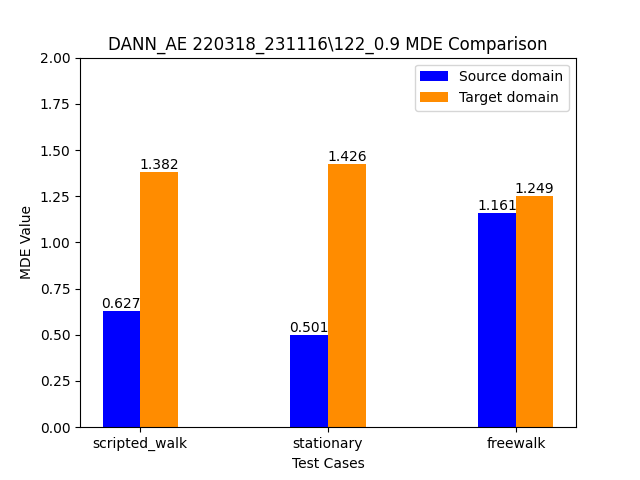 DANN_AE 220318_231116\122_0.9 MDE Comparison
Source domain
Target domain
MDE Value
2.00
1.75
1.50
1.25
1.00
0.75
0.50
0.25
0.00
0.627
1.382
0.501
1.426
1.161
1.249
scripted_walk
stationary
freewalk
Test Cases